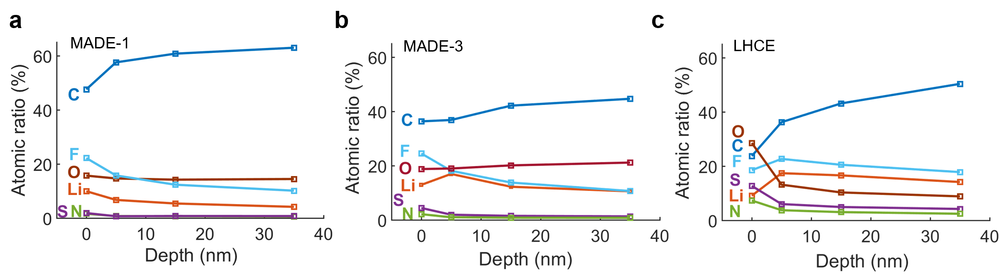 a
MADE-1
Atomic ratio (%)
60
40
20
0
C
F
O
Li
S N
0 10 20 30 40
Depth (nm)
b
MADE-3
Atomic ratio (%)
60
40
20
0
C
F
O
Li
S
N
0 10 20 30 40
Depth (nm)
c
LHCE
Atomic ratio (%)
60
40
20
0
O
C
F
S
Li
N
0 10 20 30 40
Depth (nm)